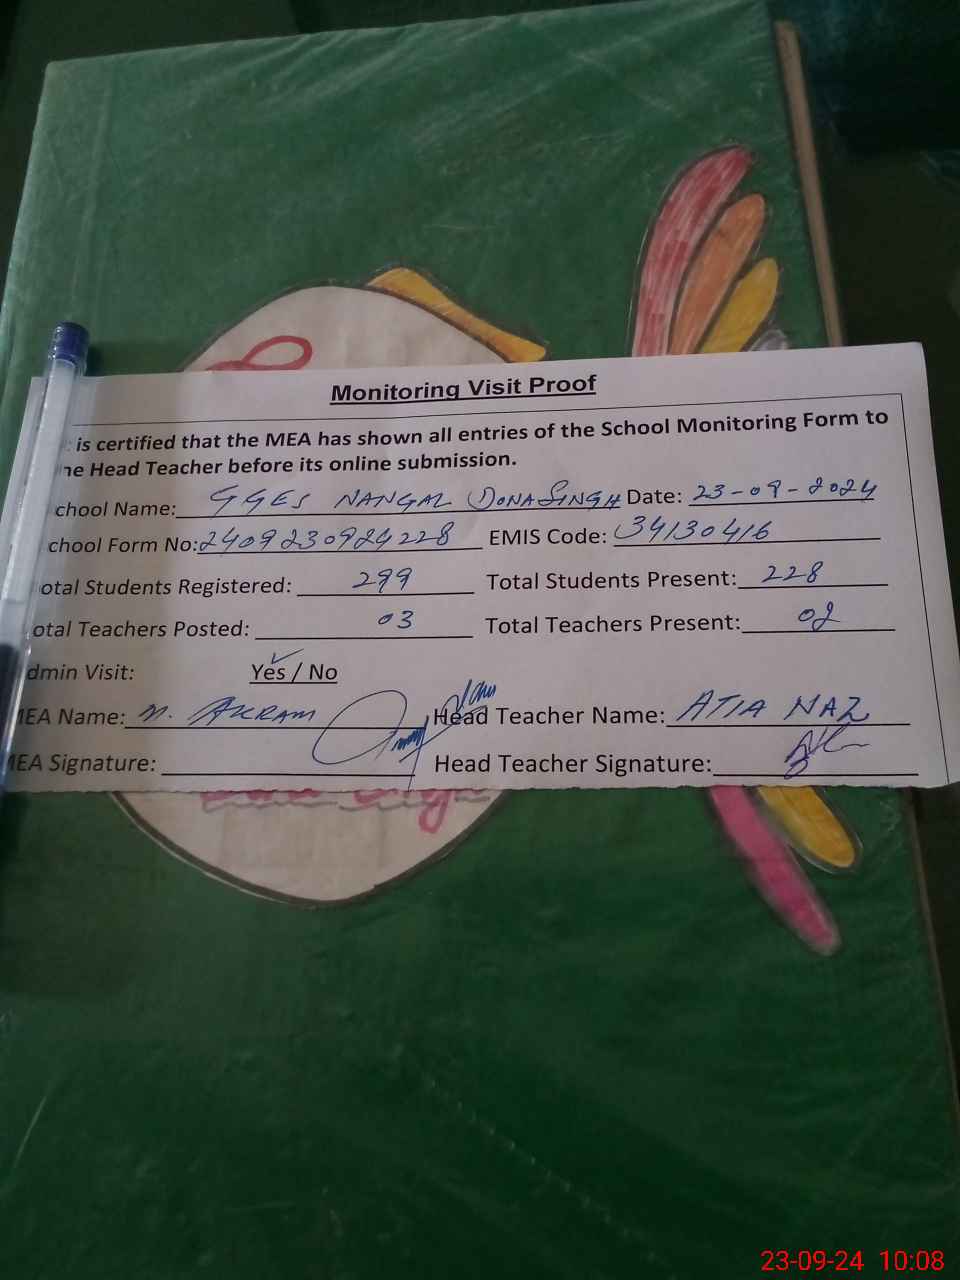 Monitoring Visit Proof
is certified that the MEA has shown all entries of the School Monitoring Form to
he Head Teacher before its online submission.
chool Name: GGES NANGAL DONA SINGH Date: 23-09-2024
chool Form No: 2409230924228 EMIS Code: 34130416
otal Students Registered: 299 Total Students Present: 228
otal Teachers Posted: 03 Total Teachers Present: 02
dmin Visit: Yes / No
MEA Name: M. AKRAM Head Teacher Name: ATIA NAZ
MEA Signature: Head Teacher Signature:
23-09-24 10:08